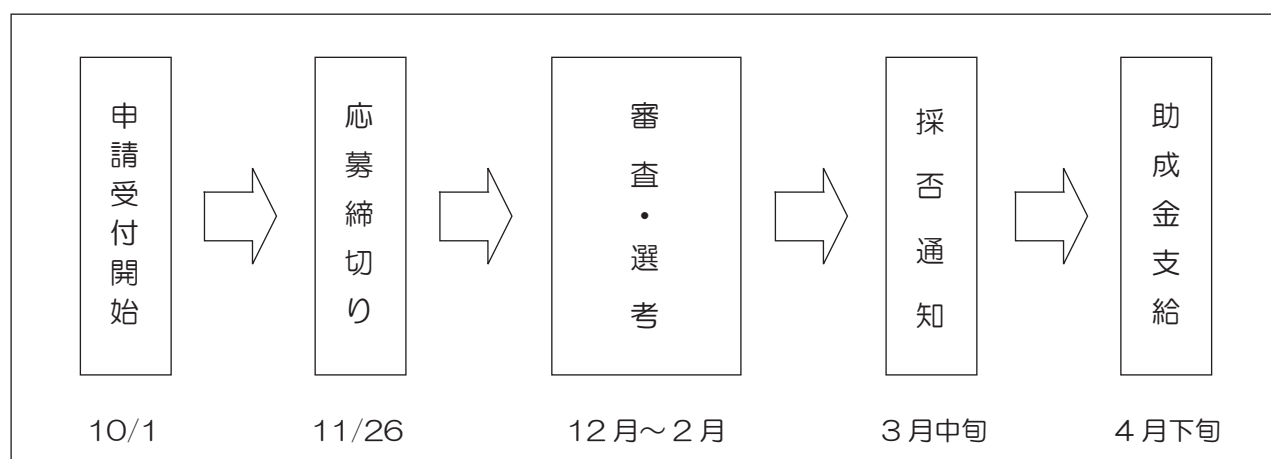 申請受付開始
応募締切り
審査・選考
採否通知
助成金支給
10/1
11/26
12月～2月
3月中旬
4月下旬